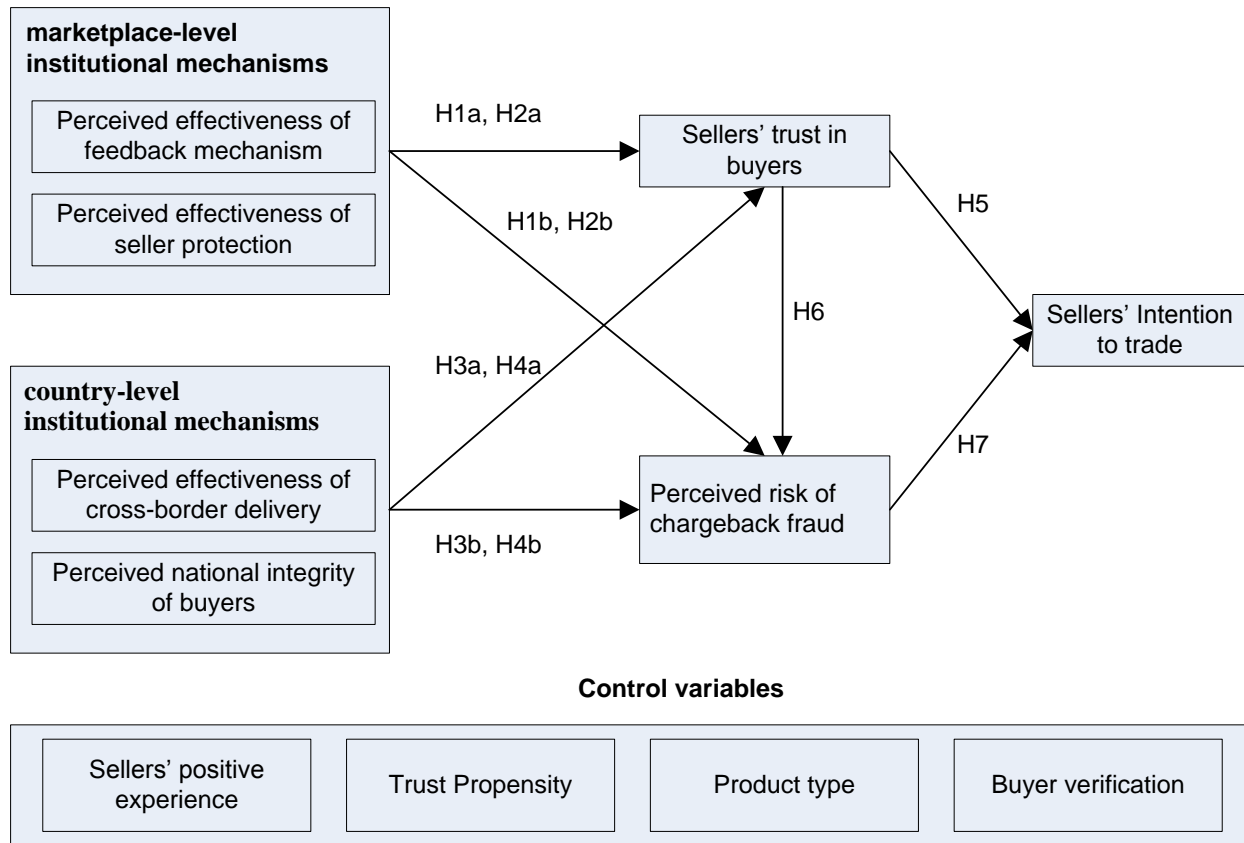 marketplace-level
institutional mechanisms
Perceived effectiveness of
feedback mechanism
Perceived effectiveness of
seller protection
country-level
institutional mechanisms
Perceived effectiveness of
cross-border delivery
Perceived national integrity
of buyers
H1a, H2a
H1b, H2b
H3a, H4a
H3b, H4b
Sellers’ trust in
buyers
H6
Perceived risk of
chargeback fraud
H5
H7
Sellers’ Intention
to trade
Control variables
Sellers’ positive
experience
Trust Propensity
Product type
Buyer verification